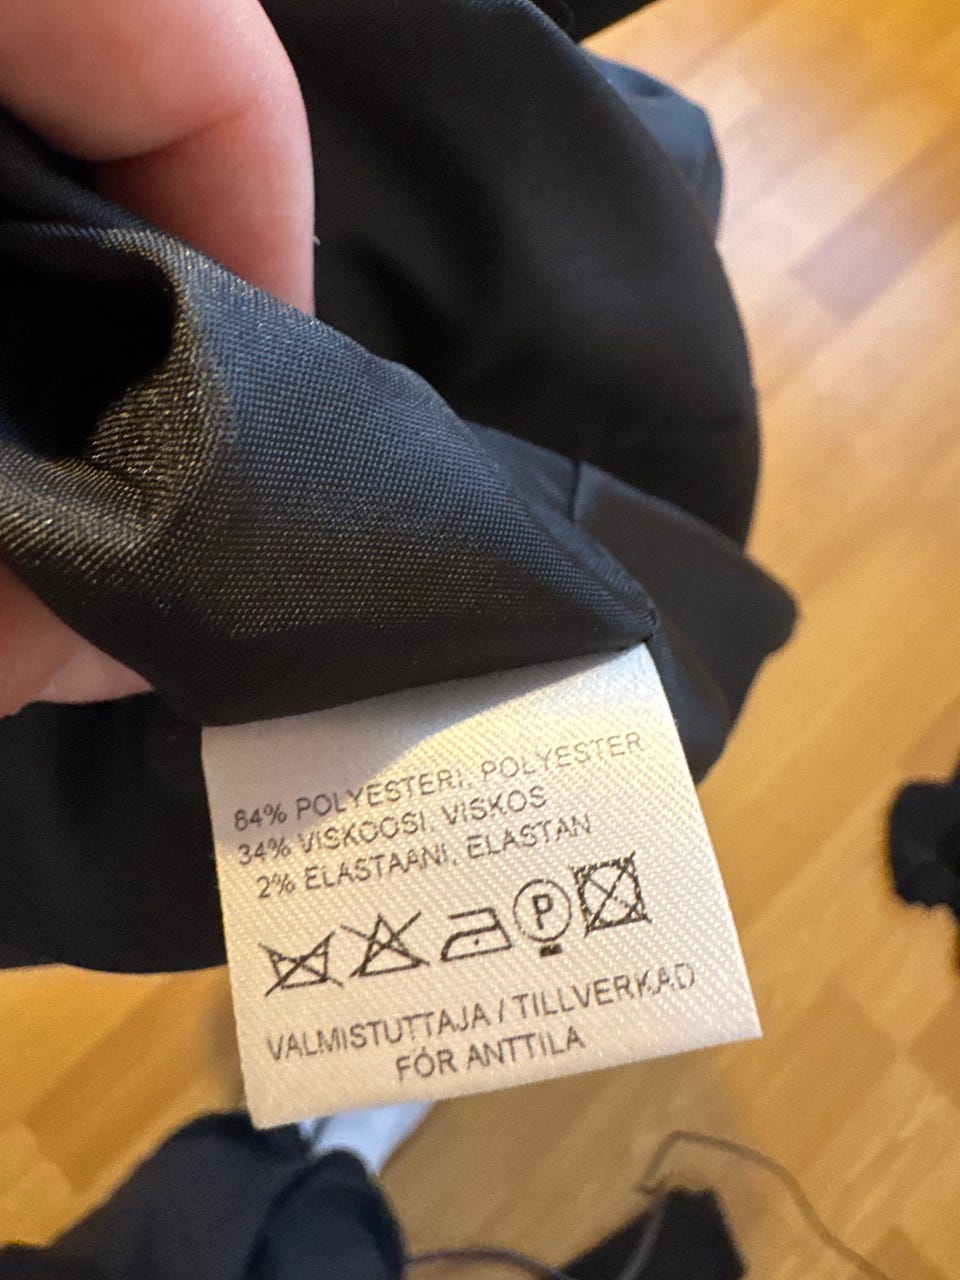 64% POLYESTERI, POLYESTER
34% VISKOOSI, VISKOS
2% ELASTAANI, ELASTAN
P
VALMISTUTTAJA / TILLVERKAD
FÖR ANTTILA